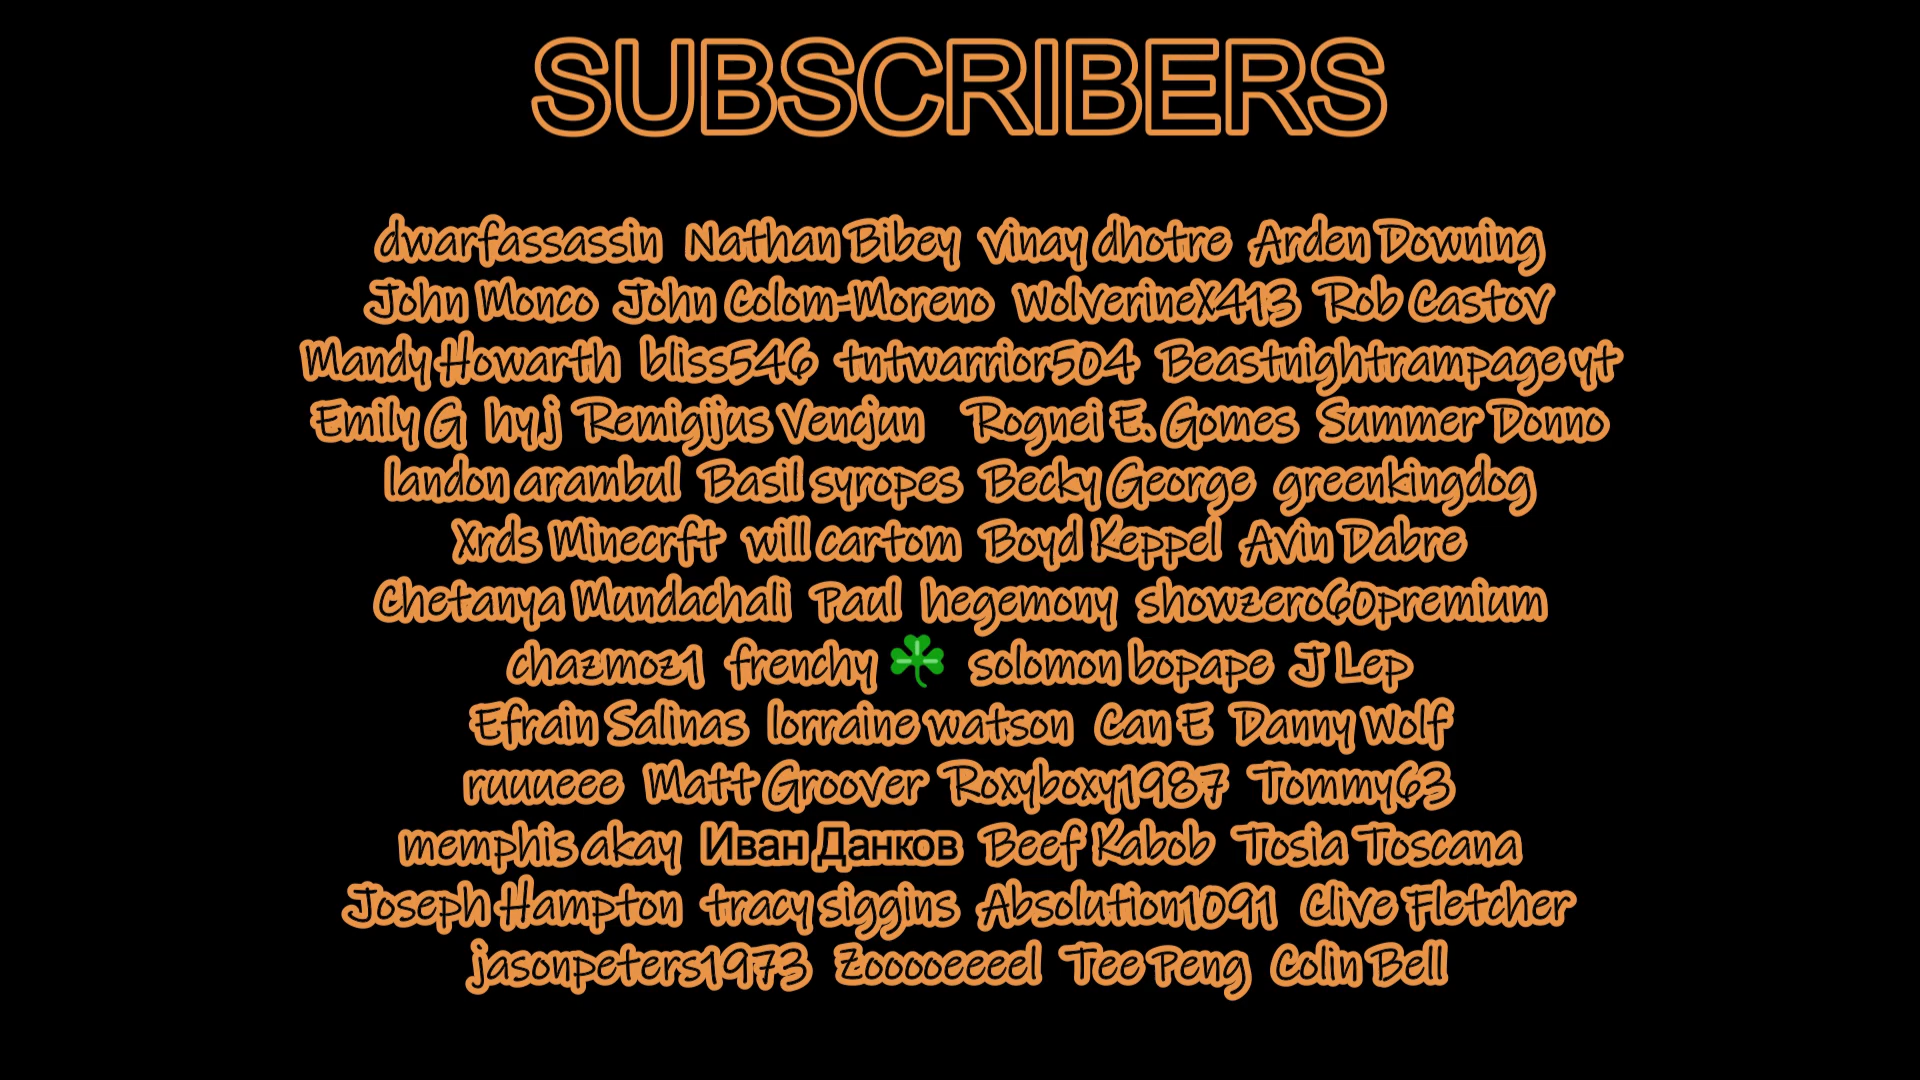 SUBSCRIBERS
dwarfassassin Nathan Bibey vinay dhotre Arden Downing
John Monco John Colom-Moreno WolverineX413 Rob Castov
Mandy Howarth bliss546 tntwarrior504 Beastnightrampage yt
Emily G hy j Remigijus Vencjun Rognei E. Gomes Summer Donno
landon arambul Basil syropes Becky George greenkingdog
Xrds Minecrft will cartom Boyd Keppel Avin Dabre
Chetanya Mundachali Paul hegemony showzero60premium
chazmoz1 frenchy ☘ solomon bopape J Lep
Efrain Salinas lorraine watson Can E Danny Wolf
ruuueee Matt Groover Roxyboxy1987 Tommy63
memphis akay Иван Данков Beef Kabob Tosia Toscana
Joseph Hampton tracy siggins Absolution1091 Clive Fletcher
jasonpeters1973 Zooooeeeel Tee Peng Colin Bell